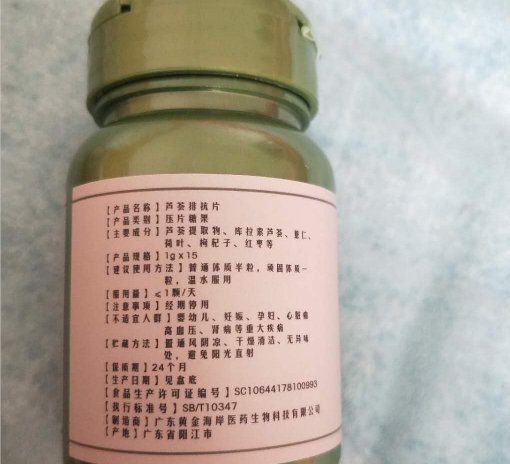 【产品名称】芦荟排抗片
【产品类别】压片糖果
【主要成分】芦荟提取物、库拉索芦荟、薏仁、
荷叶、枸杞子、红枣等
【产品规格】1gx15
【建议使用方法】普通体质半粒，顽固体质一
粒，温水服用
【服用量】≤1颗/天
【注意事项】经期停用
【不适宜人群】婴幼儿、妊娠、孕妇、心脏病
高血压、肾病等重大疾病
【贮藏方法】置通风阴凉、干燥清洁、无异味
处，避免阳光直射
【保质期】24个月
【生产日期】见盒底
【食品生产许可证编号】SC10644178100993
【执行标准号】SB/T10347
【制造商】广东黄金海岸医药生物科技有限公司
【产地】广东省阳江市